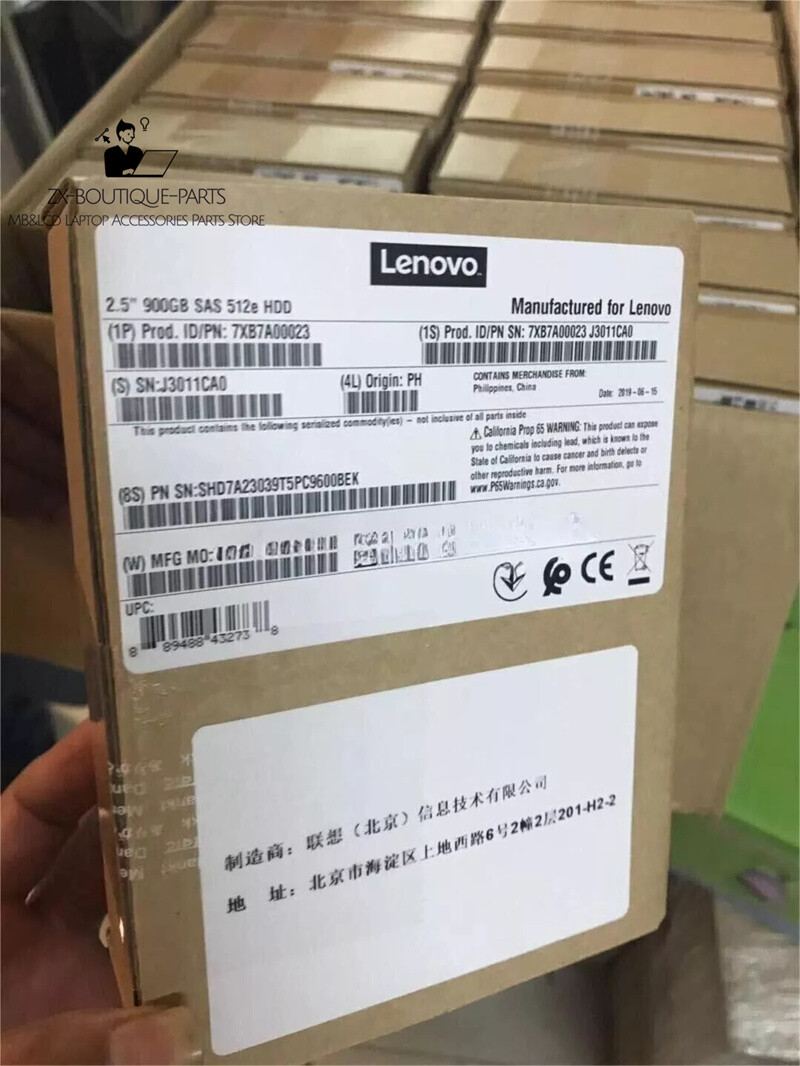 ZX-BOUTIQUE-PARTS
MB&LCD LAPTOP ACCESSORIES PARTS STORE
Lenovo
2.5" 900GB SAS 512e HDD
Manufactured for Lenovo
(1P) Prod. ID/PN: 7XB7A00023
(1S) Prod. ID/PN SN: 7XB7A00023 J3011CA0
(S) SN:J3011CA0
(4L) Origin: PH
CONTAINS MERCHANDISE FROM:
Philippines, China
Date: 2019-06-15
This product contains the following serialized commodity(ies) – not inclusive of all parts inside
⚠ California Prop 65 WARNING: This product can expose
you to chemicals including lead, which is known to the
State of California to cause cancer and birth defects or
other reproductive harm. For more information, go to
www.P65Warnings.ca.gov.
(8S) PN SN:SHD7A23039T5PC9600BEK
(W) MFG MO:
CE
UPC:
8 89488 43273 8
制造商：联想（北京）信息技术有限公司
地 址：北京市海淀区上地西路6号2幢2层201-H2-2